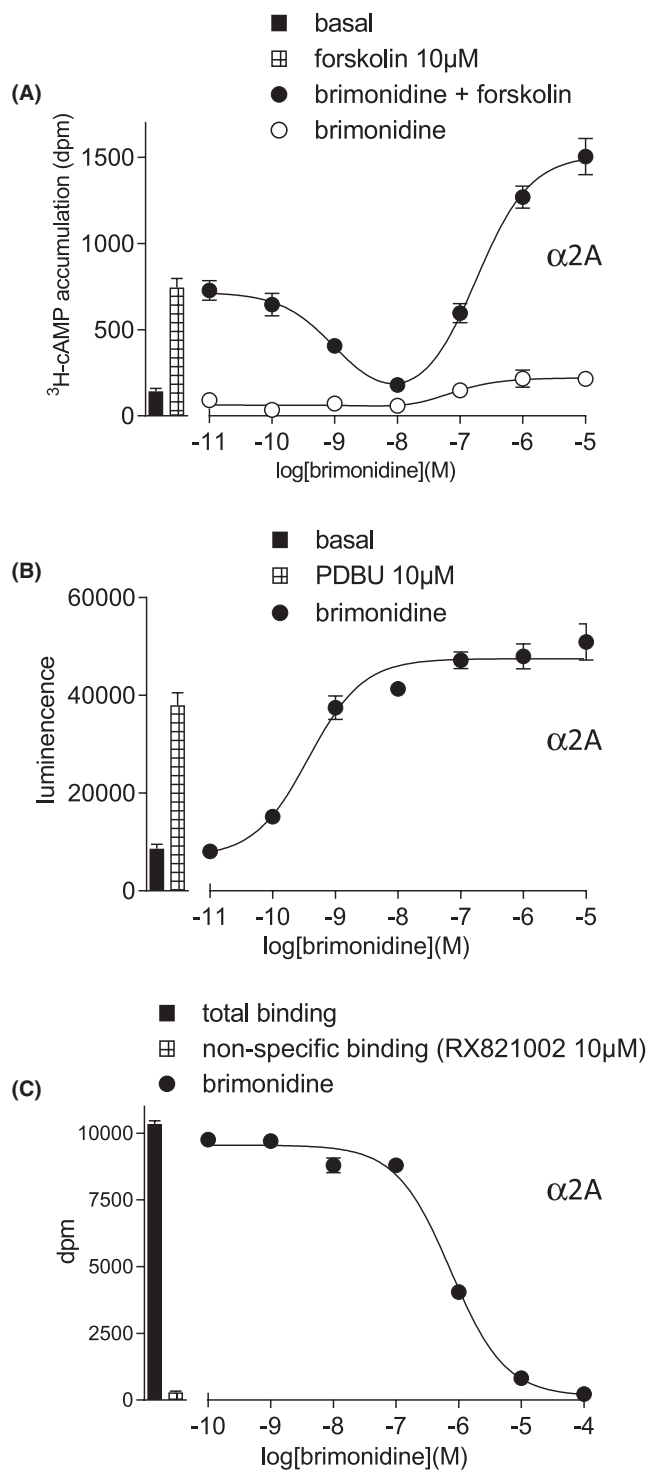 basal
forskolin 10μM
(A)
brimonidine + forskolin
brimonidine
³H-cAMP accumulation (dpm)
1500
1000
500
0
α2A
-11 -10 -9 -8 -7 -6 -5
log[brimonidine](M)
basal
(B)
PDBU 10μM
brimonidine
luminencence
60000
40000
20000
0
α2A
-11 -10 -9 -8 -7 -6 -5
log[brimonidine](M)
total binding
non-specific binding (RX821002 10μM)
(C)
brimonidine
dpm
10000
7500
5000
2500
0
α2A
-10 -9 -8 -7 -6 -5 -4
log[brimonidine](M)